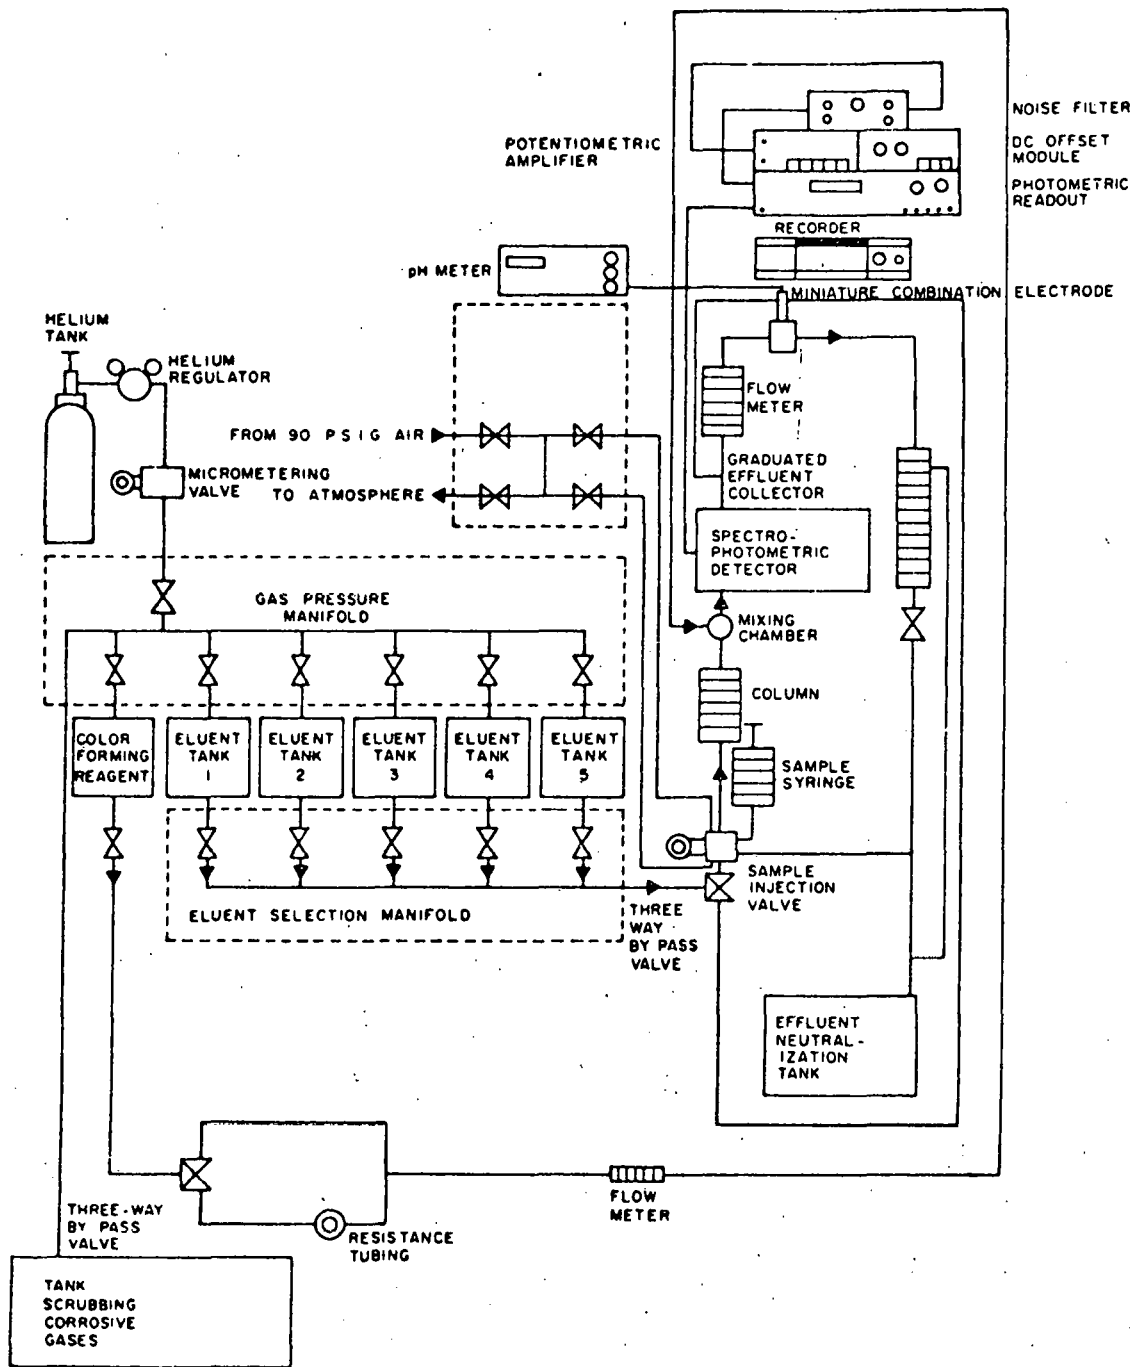 NOISE FILTER
POTENTIOMETRIC
AMPLIFIER
DC OFFSET
MODULE
PHOTOMETRIC
READOUT
RECORDER
pH METER
MINIATURE COMBINATION ELECTRODE
HELIUM
TANK
HELIUM
REGULATOR
FLOW
METER
FROM 90 PSIG AIR
MICROMETERING
VALVE
TO ATMOSPHERE
GRADUATED
EFFLUENT
COLLECTOR
SPECTRO-
PHOTOMETRIC
DETECTOR
GAS PRESSURE
MANIFOLD
MIXING
CHAMBER
COLUMN
COLOR
FORMING
REAGENT
ELUENT
TANK
1
ELUENT
TANK
2
ELUENT
TANK
3
ELUENT
TANK
4
ELUENT
TANK
5
SAMPLE
SYRINGE
SAMPLE
INJECTION
VALVE
ELUENT SELECTION MANIFOLD
THREE
WAY
BY PASS
VALVE
EFFLUENT
NEUTRAL-
IZATION
TANK
THREE-WAY
BY PASS
VALVE
RESISTANCE
TUBING
FLOW
METER
TANK
SCRUBBING
CORROSIVE
GASES